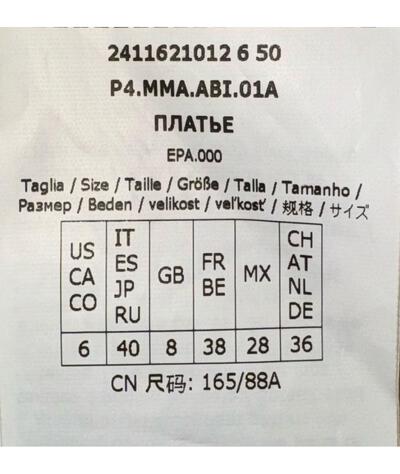 2411621012 6 50
P4.MMA.ABI.01A
ПЛАТЬЕ
EPA.000
Taglia / Size / Taille / Größe / Talla / Tamanho /
Размер / Beden / velikost / veľkosť / 规格 / サイズ
US CA CO | IT ES JP RU | GB | FR BE | MX | CH AT NL DE
6 | 40 | 8 | 38 | 28 | 36
CN 尺码: 165/88A